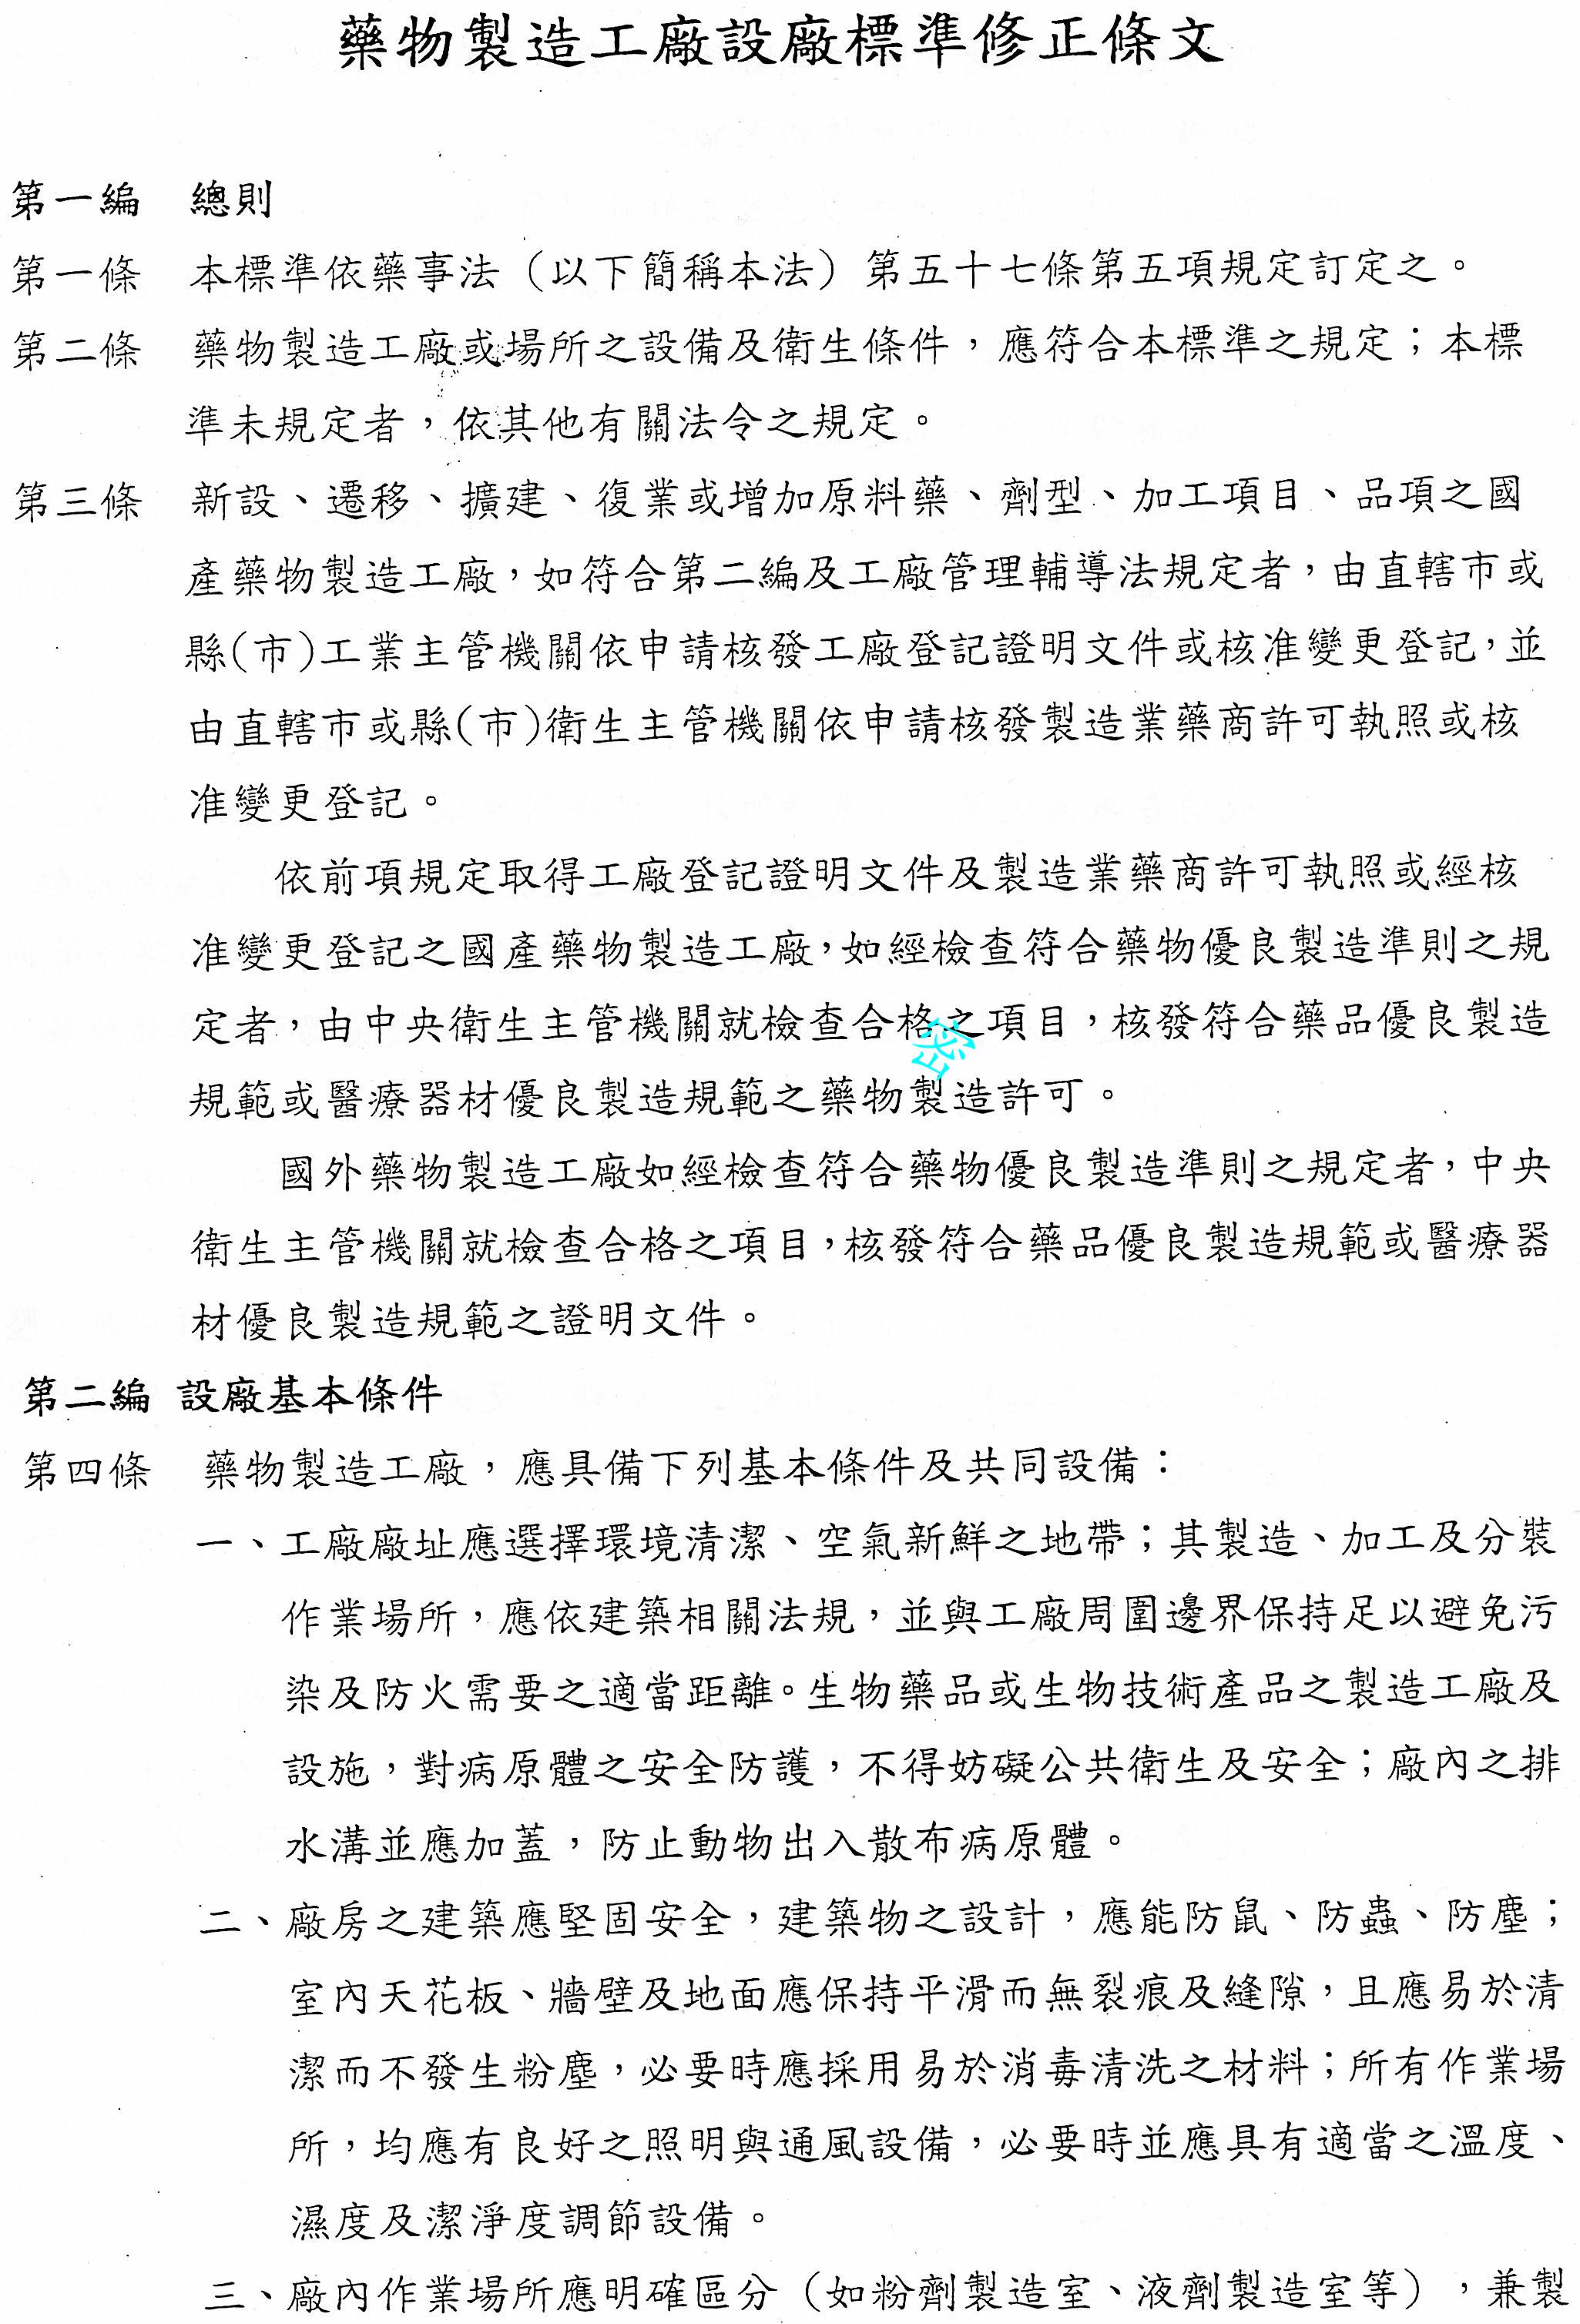 藥物製造工廠設廠標準修正條文
第一編　總則
第一條　本標準依藥事法（以下簡稱本法）第五十七條第五項規定訂定之。
第二條　藥物製造工廠或場所之設備及衛生條件，應符合本標準之規定；本標
準未規定者，依其他有關法令之規定。
第三條　新設、遷移、擴建、復業或增加原料藥、劑型、加工項目、品項之國
產藥物製造工廠，如符合第二編及工廠管理輔導法規定者，由直轄市或
縣(市)工業主管機關依申請核發工廠登記證明文件或核准變更登記，並
由直轄市或縣(市)衛生主管機關依申請核發製造業藥商許可執照或核
准變更登記。
依前項規定取得工廠登記證明文件及製造業藥商許可執照或經核
准變更登記之國產藥物製造工廠，如經檢查符合藥物優良製造準則之規
定者，由中央衛生主管機關就檢查合格之項目，核發符合藥品優良製造
密
規範或醫療器材優良製造規範之藥物製造許可。
國外藥物製造工廠如經檢查符合藥物優良製造準則之規定者，中央
衛生主管機關就檢查合格之項目，核發符合藥品優良製造規範或醫療器
材優良製造規範之證明文件。
第二編 設廠基本條件
第四條　藥物製造工廠，應具備下列基本條件及共同設備：
一、工廠廠址應選擇環境清潔、空氣新鮮之地帶；其製造、加工及分裝
作業場所，應依建築相關法規，並與工廠周圍邊界保持足以避免污
染及防火需要之適當距離。生物藥品或生物技術產品之製造工廠及
設施，對病原體之安全防護，不得妨礙公共衛生及安全；廠內之排
水溝並應加蓋，防止動物出入散布病原體。
二、廠房之建築應堅固安全，建築物之設計，應能防鼠、防蟲、防塵；
室內天花板、牆壁及地面應保持平滑而無裂痕及縫隙，且應易於清
潔而不發生粉塵，必要時應採用易於消毒清洗之材料；所有作業場
所，均應有良好之照明與通風設備，必要時並應具有適當之溫度、
濕度及潔淨度調節設備。
三、廠內作業場所應明確區分（如粉劑製造室、液劑製造室等），兼製